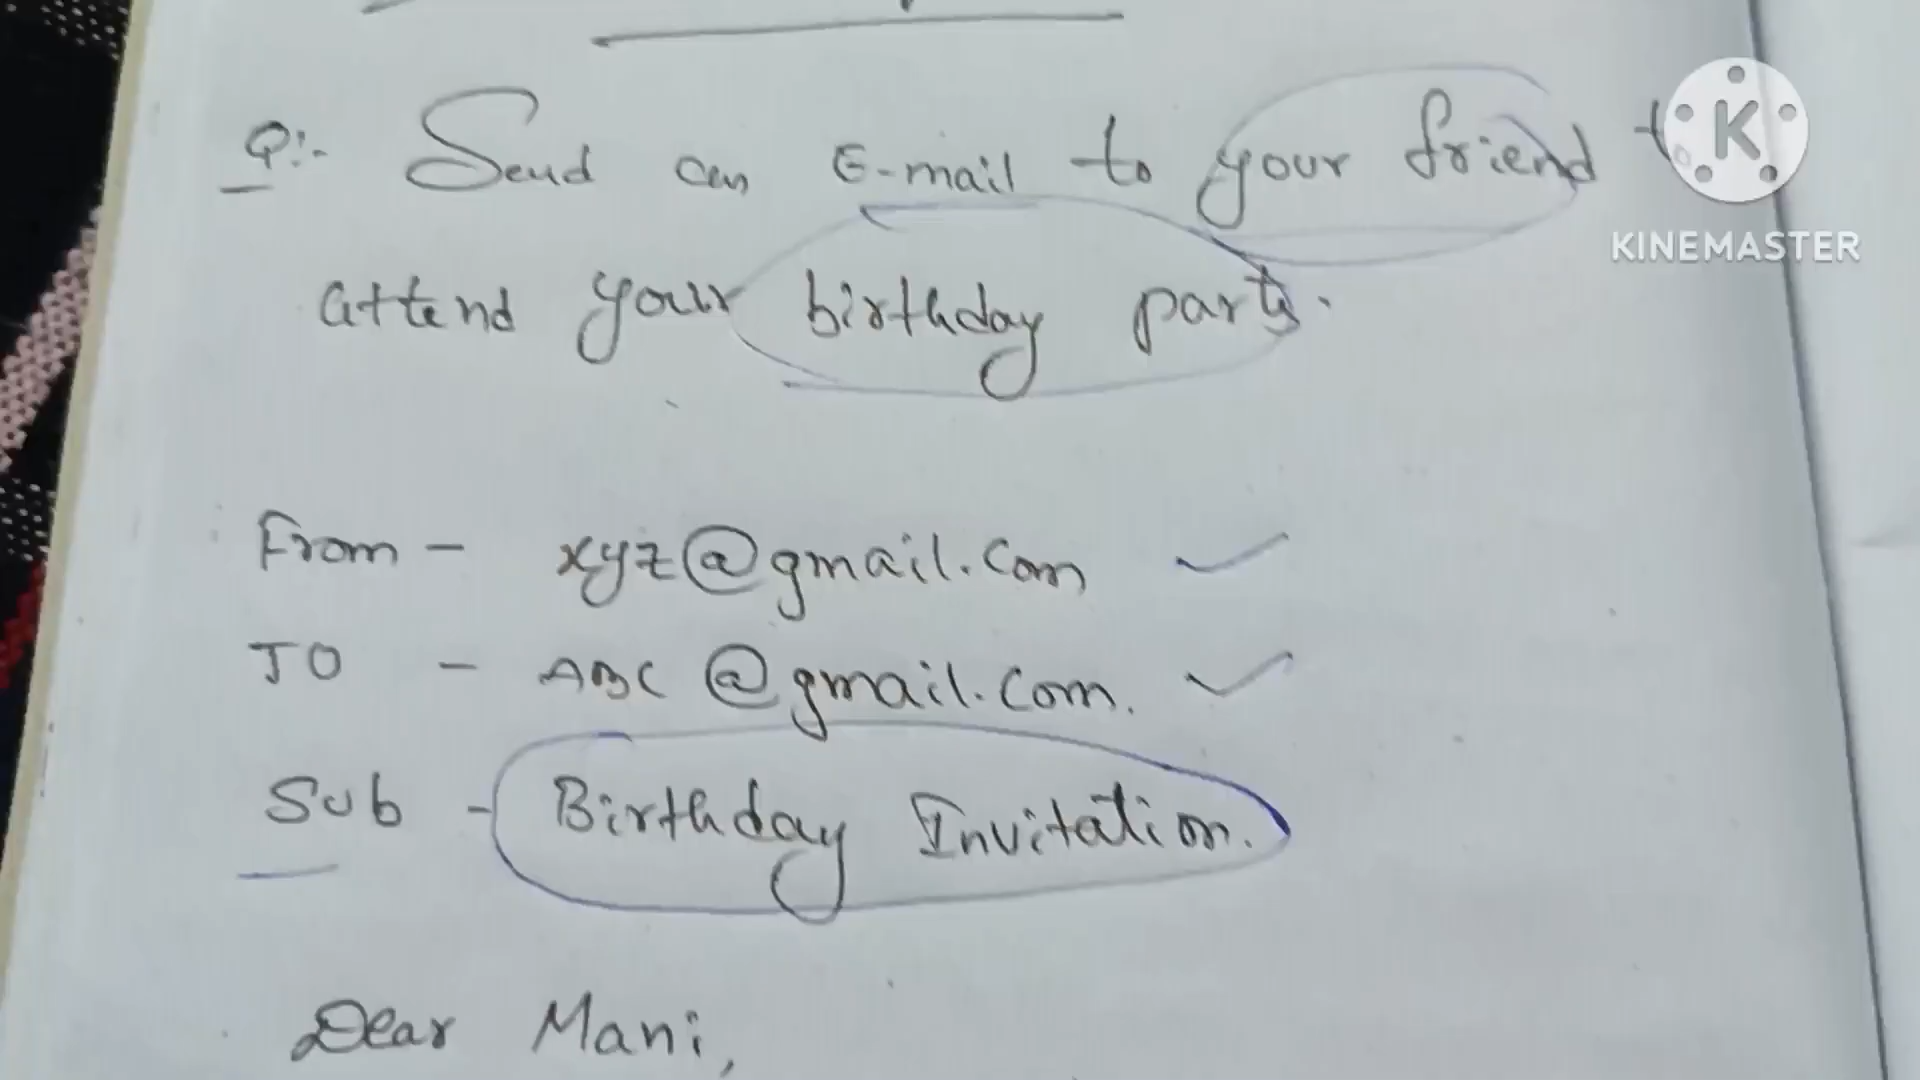 Q:- Send an E-mail to your friend to
attend your birthday party.
From - xyz@gmail.com
TO - ABC @gmail.com.
Sub - Birthday Invitation.
Dear Mani,
K
KINEMASTER